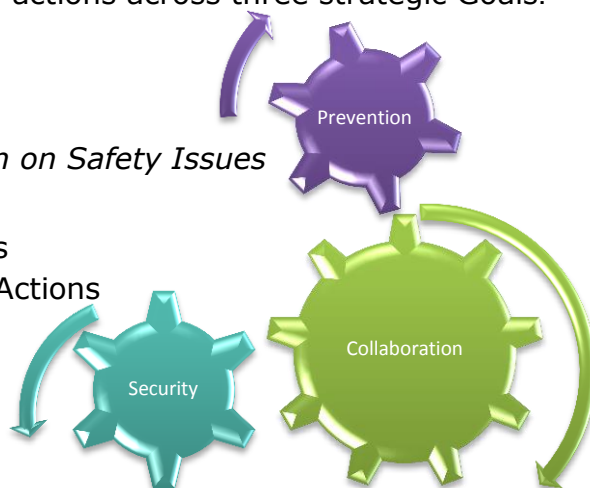 actions across three strategic Goals.
Prevention
on Safety Issues
Actions
Collaboration
Security